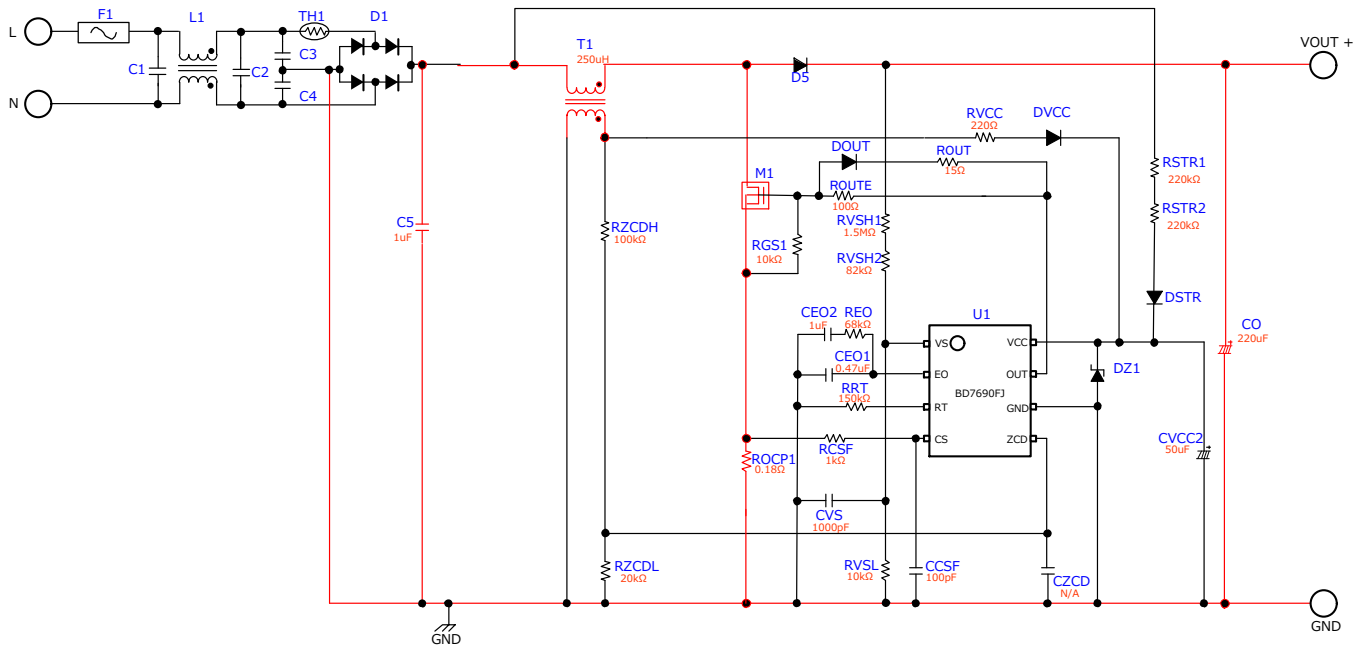 F1
L1
TH1
D1
L
C3
C1
C2
C4
N
T1
250uH
D5
VOUT +
RVCC
220Ω
DVCC
DOUT
ROUT
15Ω
M1
ROUTE
100Ω
RSTR1
220kΩ
RSTR2
220kΩ
C5
1uF
RZCDH
100kΩ
RGS1
10kΩ
RVSH1
1.5MΩ
RVSH2
82kΩ
DSTR
CEO2
1uF
REO
68kΩ
U1
CO
220uF
CEO1
0.47uF
VS
VCC
EO
OUT
DZ1
RRT
150kΩ
BD7690FJ
RT
GND
CS
ZCD
ROCP1
0.18Ω
RCSF
1kΩ
CVCC2
50uF
CVS
1000pF
RZCDL
20kΩ
RVSL
10kΩ
CCSF
100pF
CZCD
N/A
GND
GND